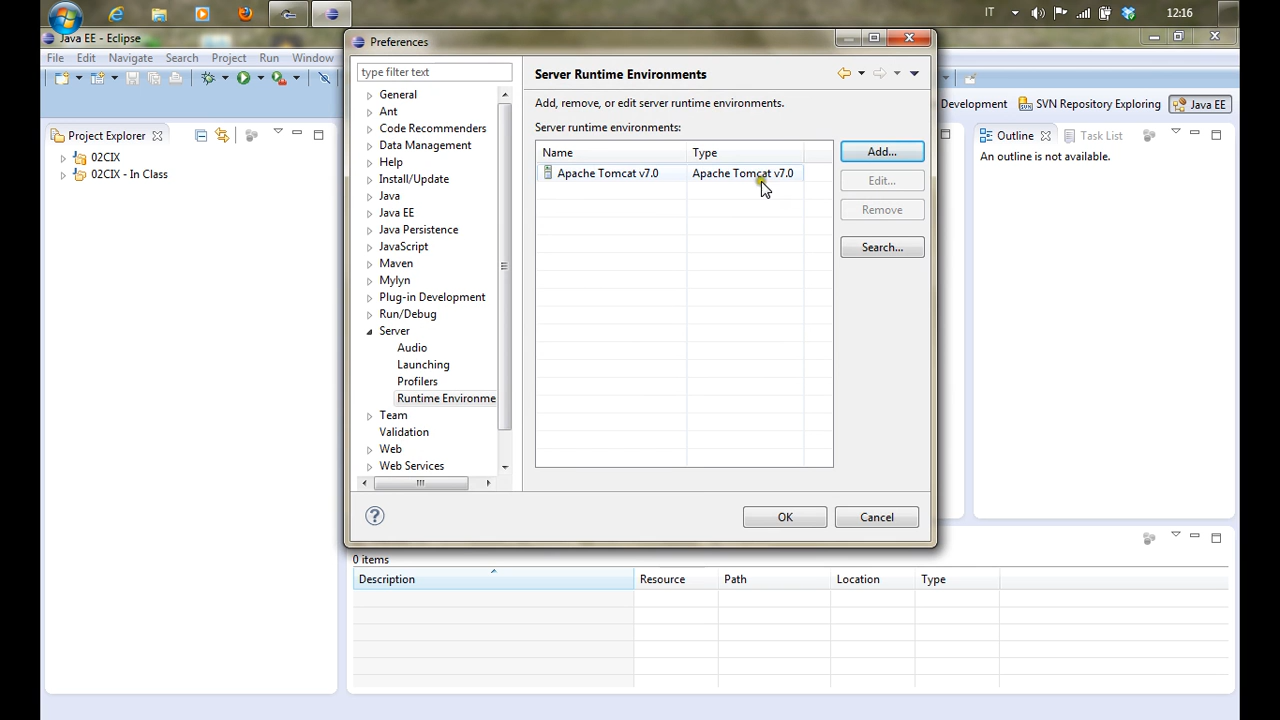 IT 12:16
Java EE - Eclipse
File Edit Navigate Search Project Run Window
Development SVN Repository Exploring Java EE
Project Explorer
02CIX
02CIX - In Class
Preferences
type filter text
General
Ant
Code Recommenders
Data Management
Help
Install/Update
Java
Java EE
Java Persistence
JavaScript
Maven
Mylyn
Plug-in Development
Run/Debug
Server
Audio
Launching
Profilers
Runtime Environme
Team
Validation
Web
Web Services
Server Runtime Environments
Add, remove, or edit server runtime environments.
Server runtime environments:
Name Type
Apache Tomcat v7.0 Apache Tomcat v7.0
Add...
Edit...
Remove
Search...
OK Cancel
Outline Task List
An outline is not available.
0 items
Description Resource Path Location Type